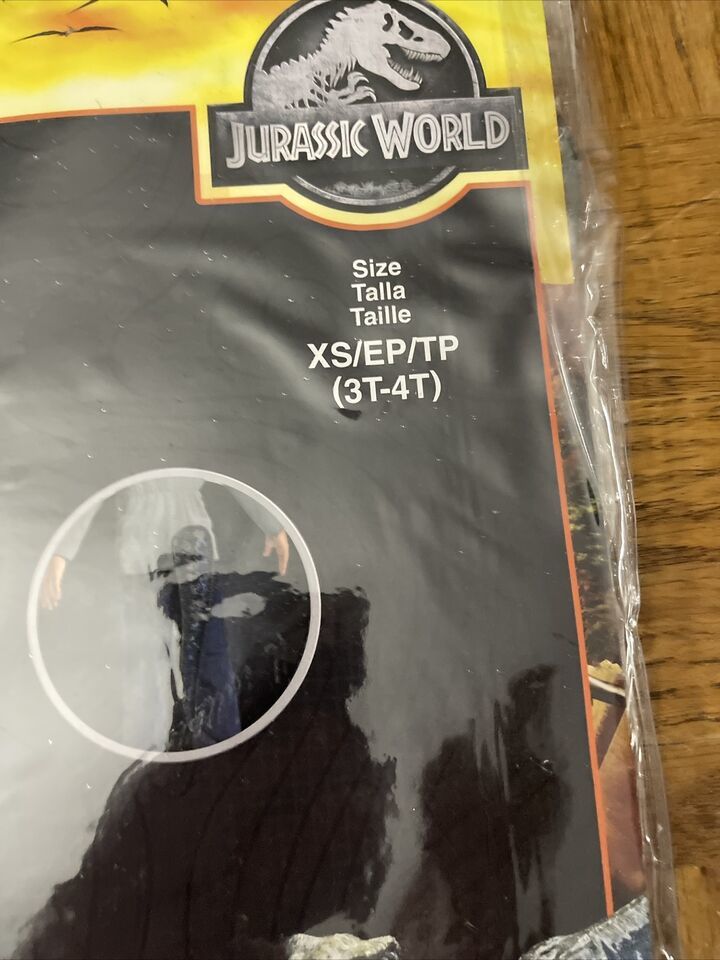 JURASSIC WORLD
Size
Talla
Taille
XS/EP/TP
(3T-4T)